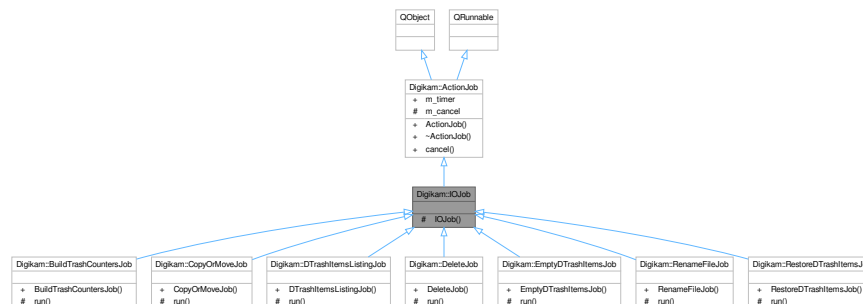 QObject
QRunnable
Digikam::ActionJob
+ m_timer
# m_cancel
+ ActionJob()
+ ~ActionJob()
+ cancel()
Digikam::IOJob
# IOJob()
Digikam::BuildTrashCountersJob
+ BuildTrashCountersJob()
# run()
Digikam::CopyOrMoveJob
+ CopyOrMoveJob()
# run()
Digikam::DTrashItemsListingJob
+ DTrashItemsListingJob()
# run()
Digikam::DeleteJob
+ DeleteJob()
# run()
Digikam::EmptyDTrashItemsJob
+ EmptyDTrashItemsJob()
# run()
Digikam::RenameFileJob
+ RenameFileJob()
# run()
Digikam::RestoreDTrashItemsJ
+ RestoreDTrashItemsJob()
# run()